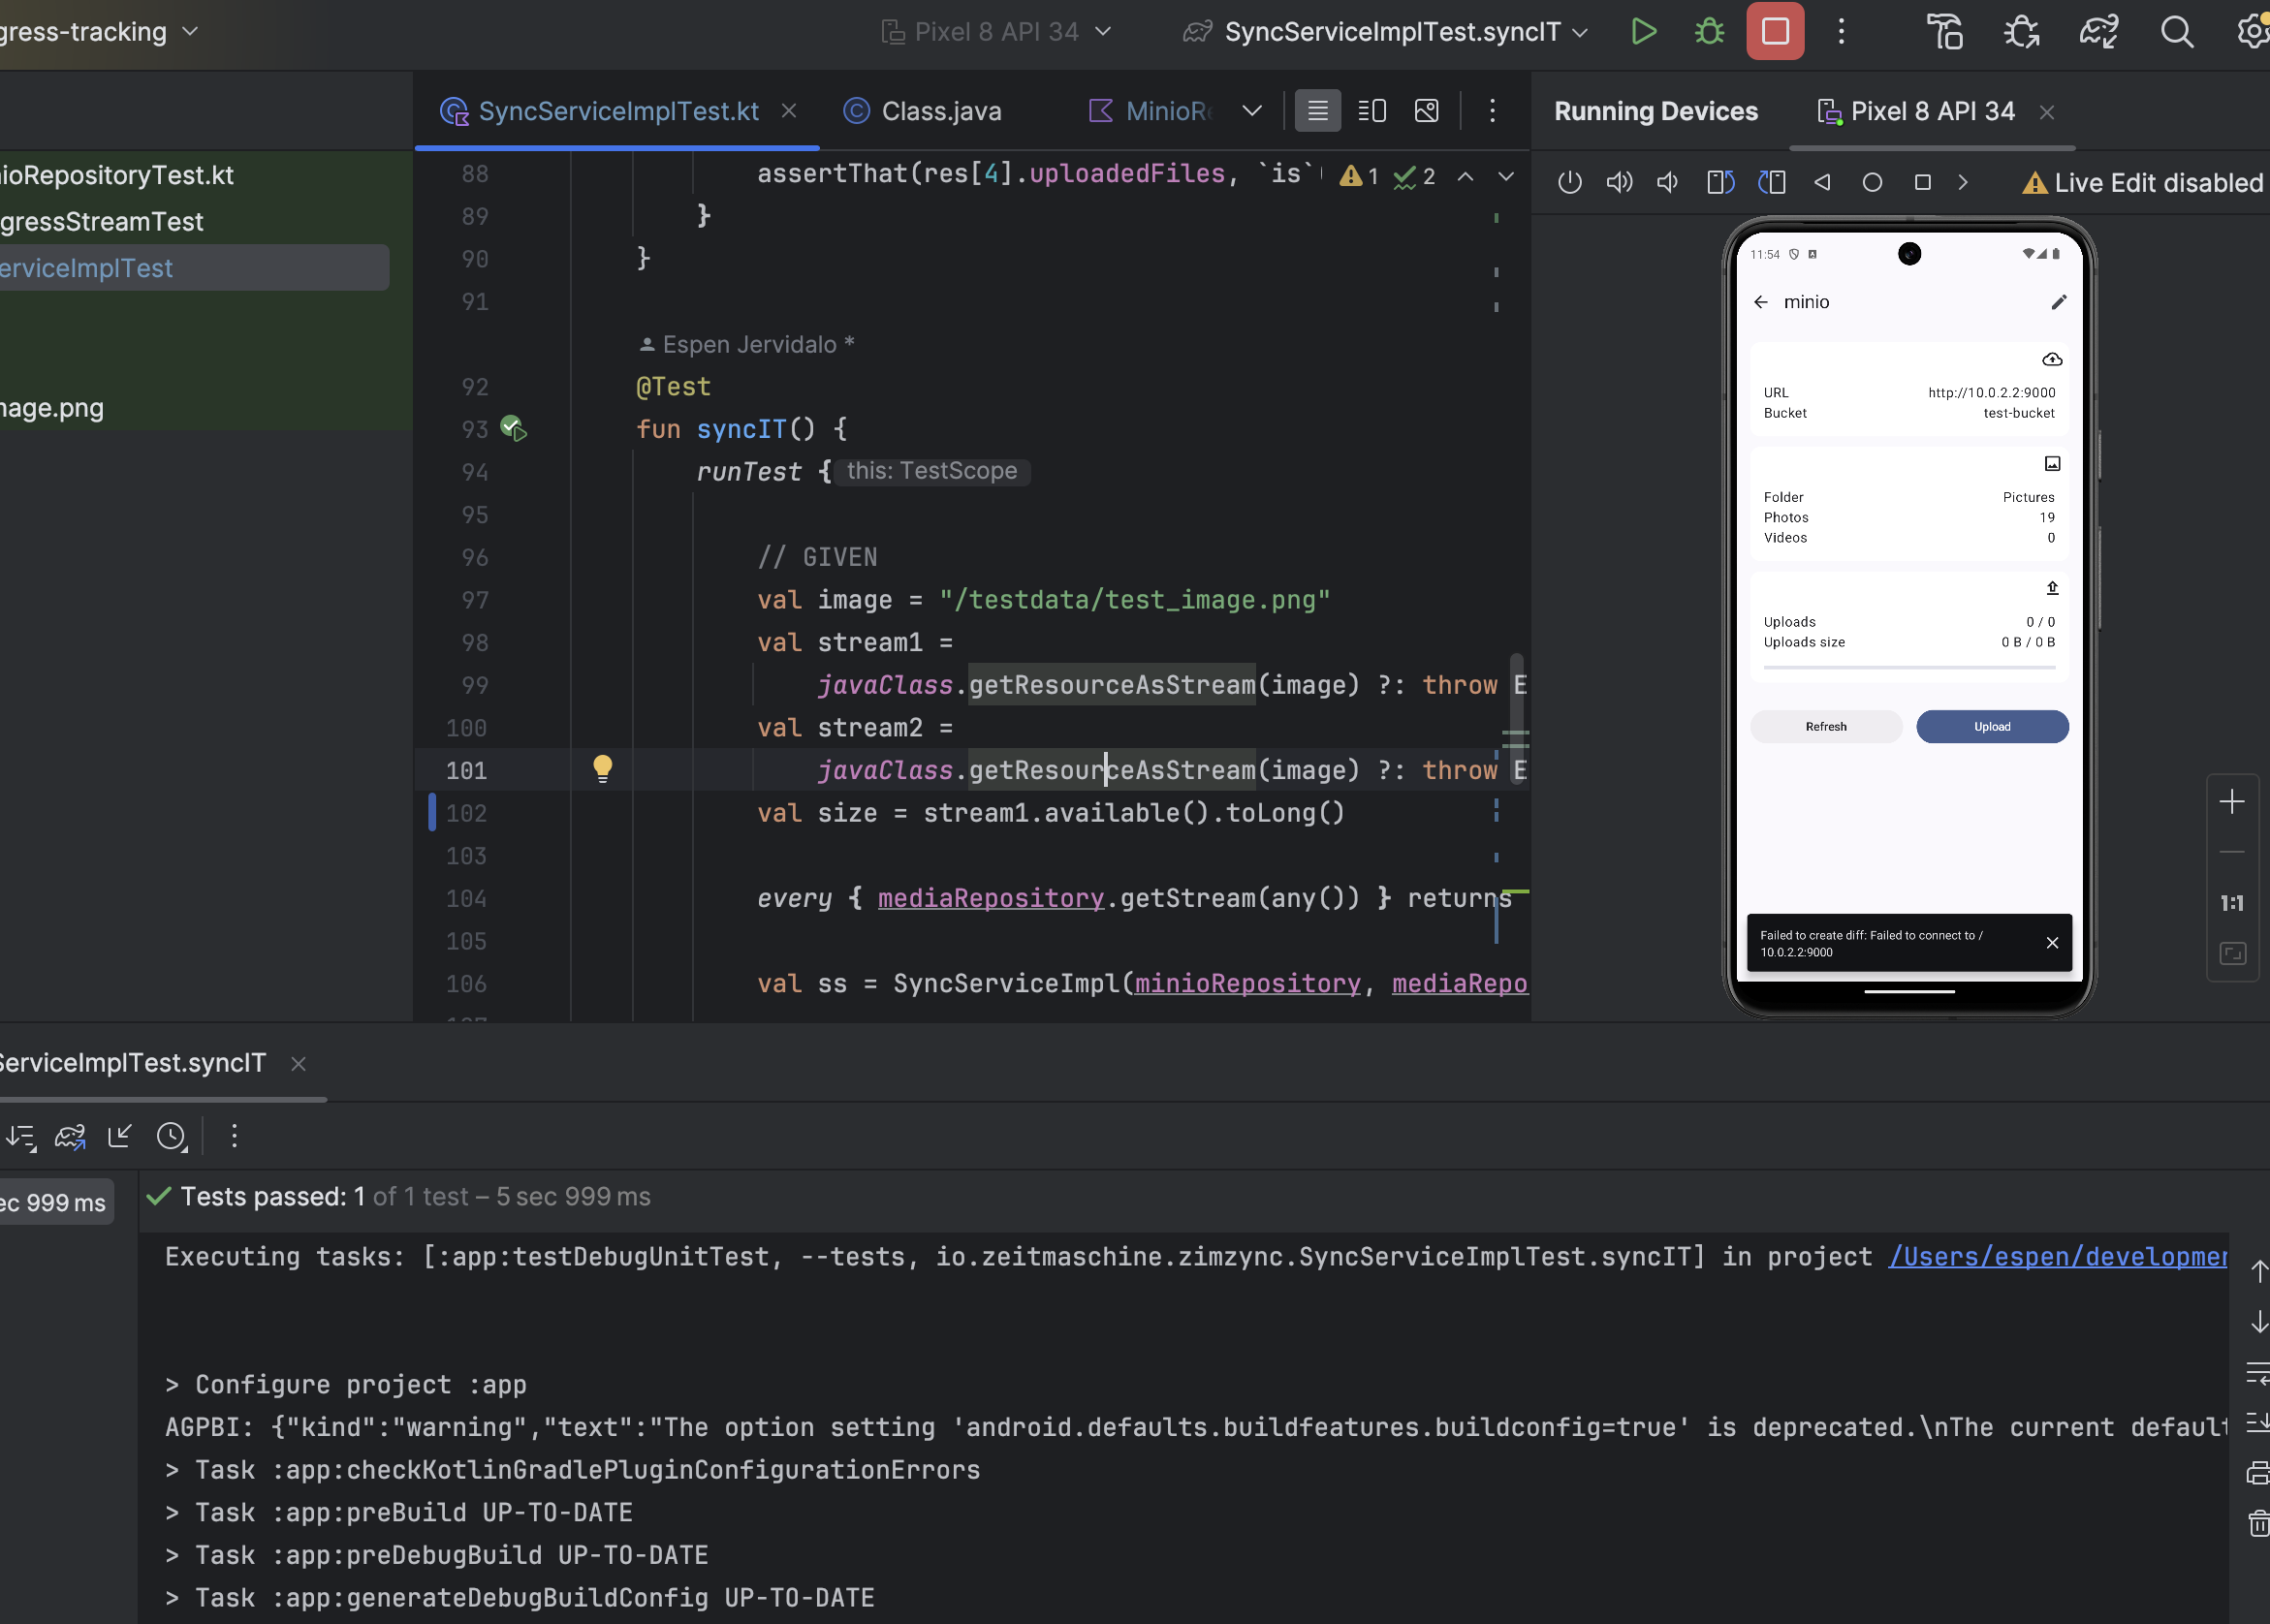 gress-tracking
Pixel 8 API 34
SyncServiceImplTest.syncIT
SyncServiceImplTest.kt
Class.java
MinioRe
Running Devices
Pixel 8 API 34
ioRepositoryTest.kt
gressStreamTest
erviceImplTest
nage.png
Live Edit disabled
88 assertThat(res[4].uploadedFiles, `is`(
1 2
89 }
90 }
91
Espen Jervidalo *
92 @Test
93 fun syncIT() {
94 runTest { this: TestScope
95
96 // GIVEN
97 val image = "/testdata/test_image.png"
98 val stream1 =
99 javaClass.getResourceAsStream(image) ?: throw E
100 val stream2 =
101 javaClass.getResourceAsStream(image) ?: throw E
102 val size = stream1.available().toLong()
103
104 every { mediaRepository.getStream(any()) } returns
105
106 val ss = SyncServiceImpl(minioRepository, mediaRepo
107
11:54
minio
URL http://10.0.2.2:9000
Bucket test-bucket
Folder Pictures
Photos 19
Videos 0
Uploads 0 / 0
Uploads size 0 B / 0 B
Refresh Upload
Failed to create diff: Failed to connect to /
10.0.2.2:9000
1:1
ServiceImplTest.syncIT
ec 999 ms
Tests passed: 1 of 1 test – 5 sec 999 ms
Executing tasks: [:app:testDebugUnitTest, --tests, io.zeitmaschine.zimzync.SyncServiceImplTest.syncIT] in project /Users/espen/developmen
> Configure project :app
AGPBI: {"kind":"warning","text":"The option setting 'android.defaults.buildfeatures.buildconfig=true' is deprecated.\nThe current default
> Task :app:checkKotlinGradlePluginConfigurationErrors
> Task :app:preBuild UP-TO-DATE
> Task :app:preDebugBuild UP-TO-DATE
> Task :app:generateDebugBuildConfig UP-TO-DATE